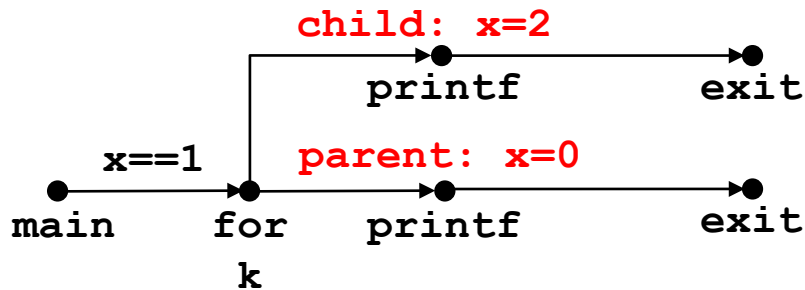 child: x=2
printf exit
x==1 parent: x=0
main for printf exit
k